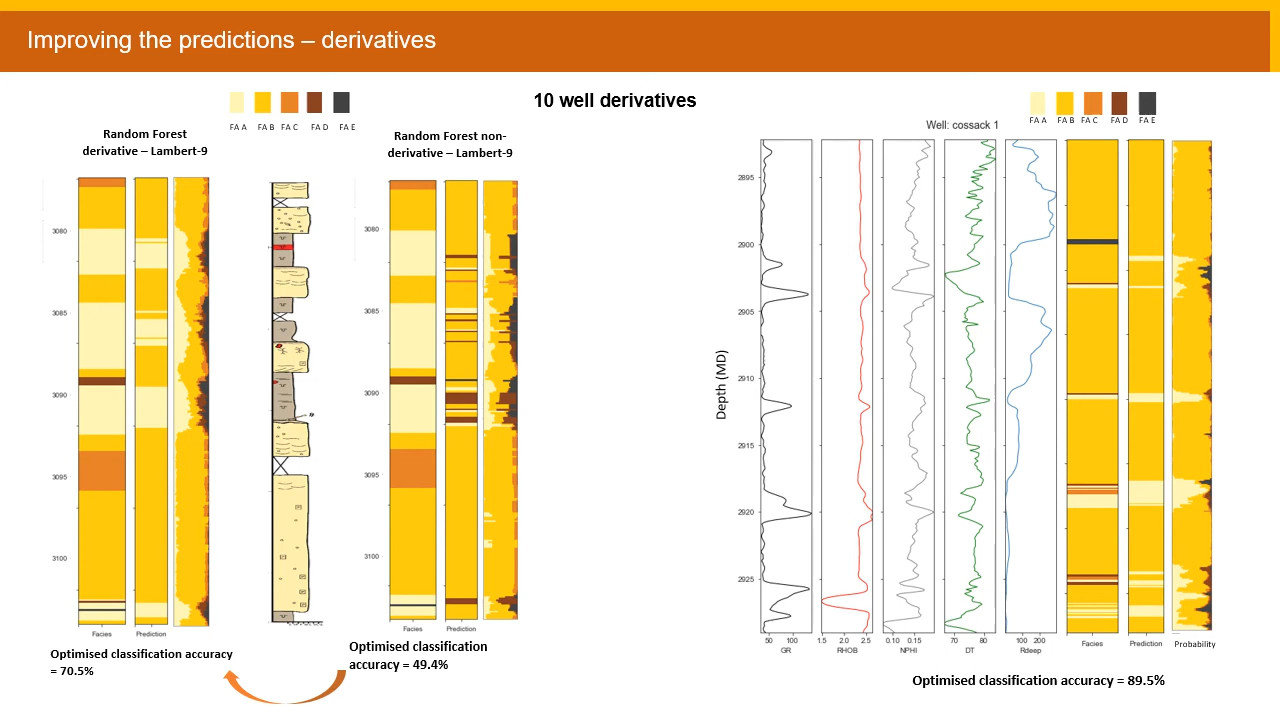 Improving the predictions – derivatives
10 well derivatives
FA A FA B FA C FA D FA E
Random Forest
derivative – Lambert-9
Random Forest non-
derivative – Lambert-9
3080
3085
3090
3095
3100
Facies Prediction
3080
3085
3090
3095
3100
Facies Prediction
Optimised classification accuracy
= 70.5%
Optimised classification
accuracy = 49.4%
FA A FA B FA C FA D FA E
Well: cossack 1
Depth (MD)
2895
2900
2905
2910
2915
2920
2925
50 100 1.5 2.0 2.5 0.10 0.15 70 80 100 200
GR RHOB NPHI DT Rdeep Facies Prediction Probability
Optimised classification accuracy = 89.5%